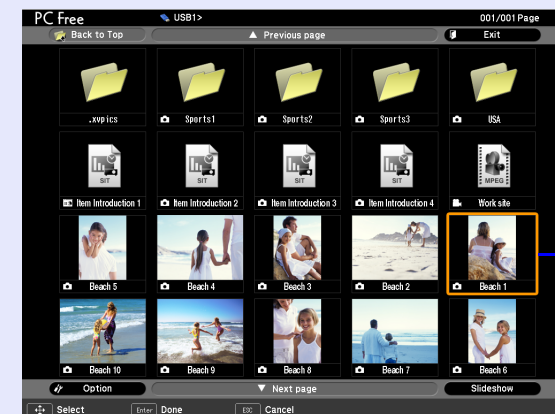 PC Free USB1> 001/001 Page
Back to Top Previous page Exit
.xvpics Sports1 Sports2 Sports3 USA
SIT SIT SIT SIT MPEG
Item Introduction 1 Item Introduction 2 Item Introduction 3 Item Introduction 4 Work site
Beach 5 Beach 4 Beach 3 Beach 2 Beach 1
Beach 10 Beach 9 Beach 8 Beach 7 Beach 6
Option Next page Slideshow
Select Enter Done ESC Cancel